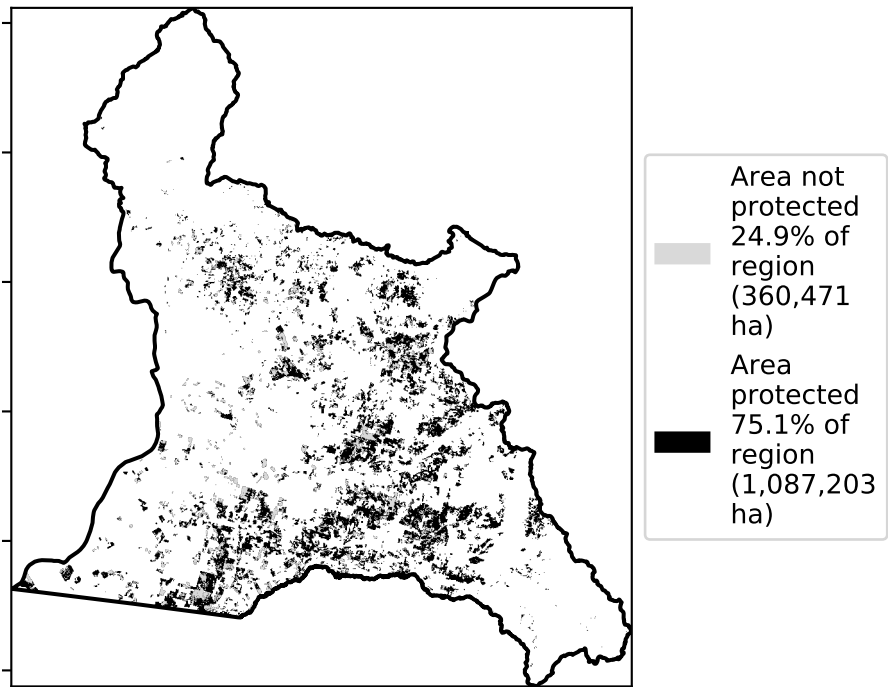 Area not
protected
24.9% of
region
(360,471
ha)
Area
protected
75.1% of
region
(1,087,203
ha)